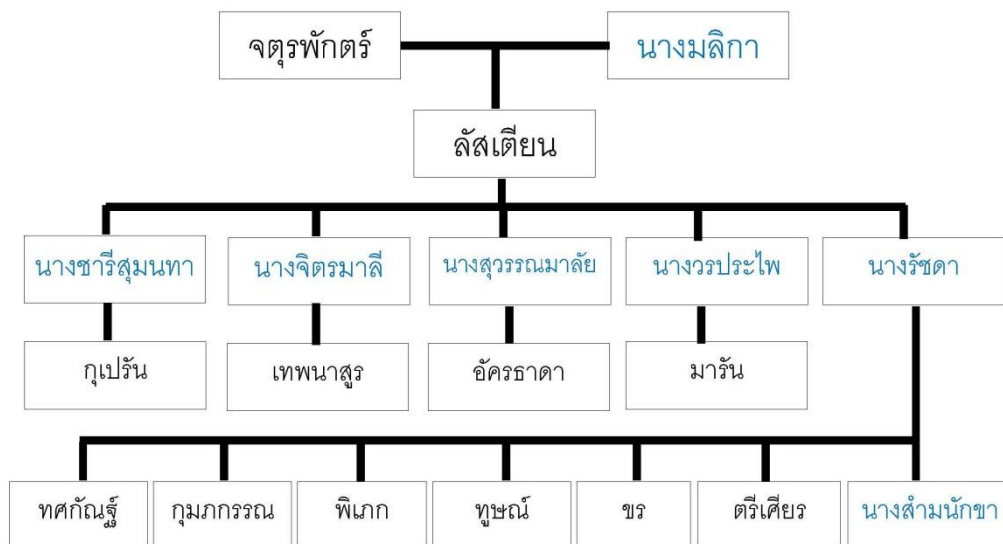 จตุรพักตร์
นางมลิกา
ลัสเตียน
นางชารีสุมนทา
นางจิตรมาลี
นางสุวรรณมาลัย
นางวรประไพ
นางรัชดา
กุเปรัน
เทพนาสูร
อัครธาดา
มารัน
ทศกัณฐ์
กุมภกรรณ
พิเภก
ทูษณ์
ขร
ตรีเศียร
นางสำมนักขา